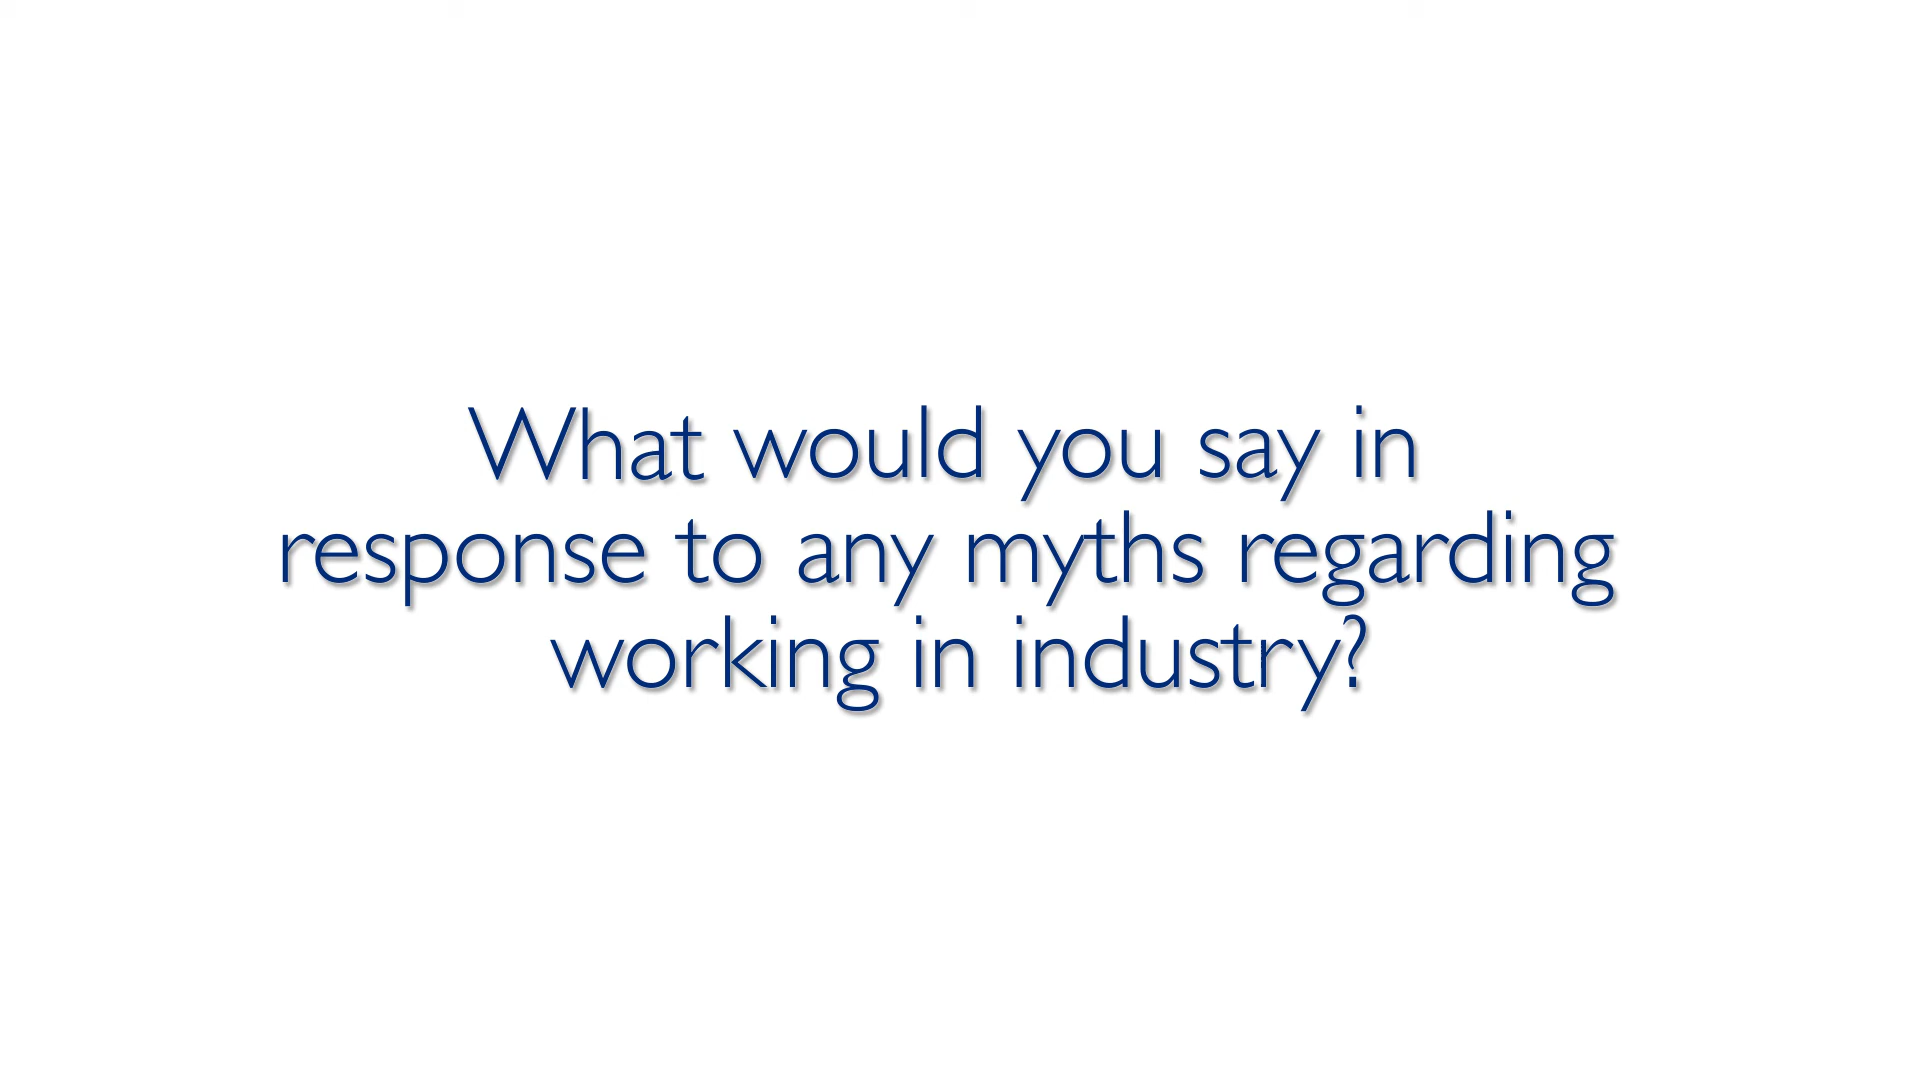 What would you say in
response to any myths regarding
working in industry?